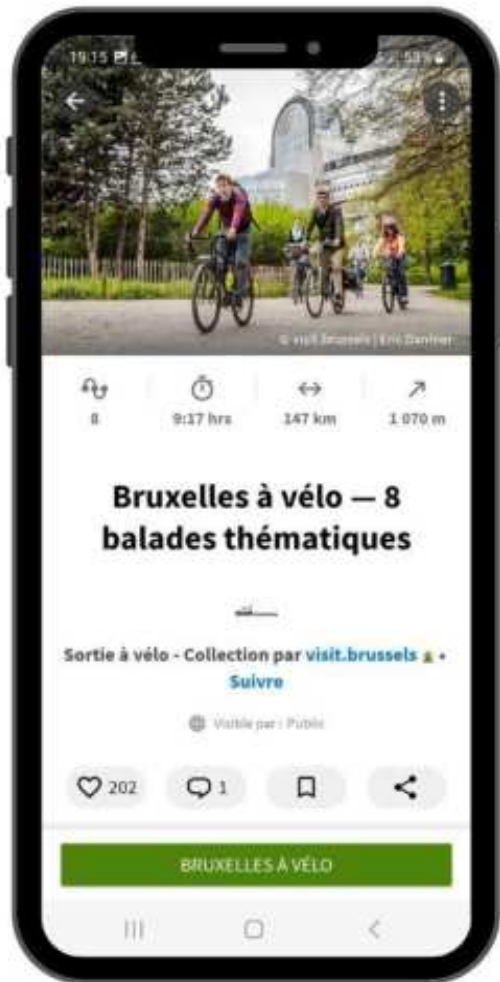 19:15
53%
© visit.brussels | Eric Danhier
8
9:17 hrs
147 km
1 070 m
Bruxelles à vélo — 8
balades thématiques
Sortie à vélo - Collection par visit.brussels •
Suivre
Visible par : Public
202
1
BRUXELLES À VÉLO